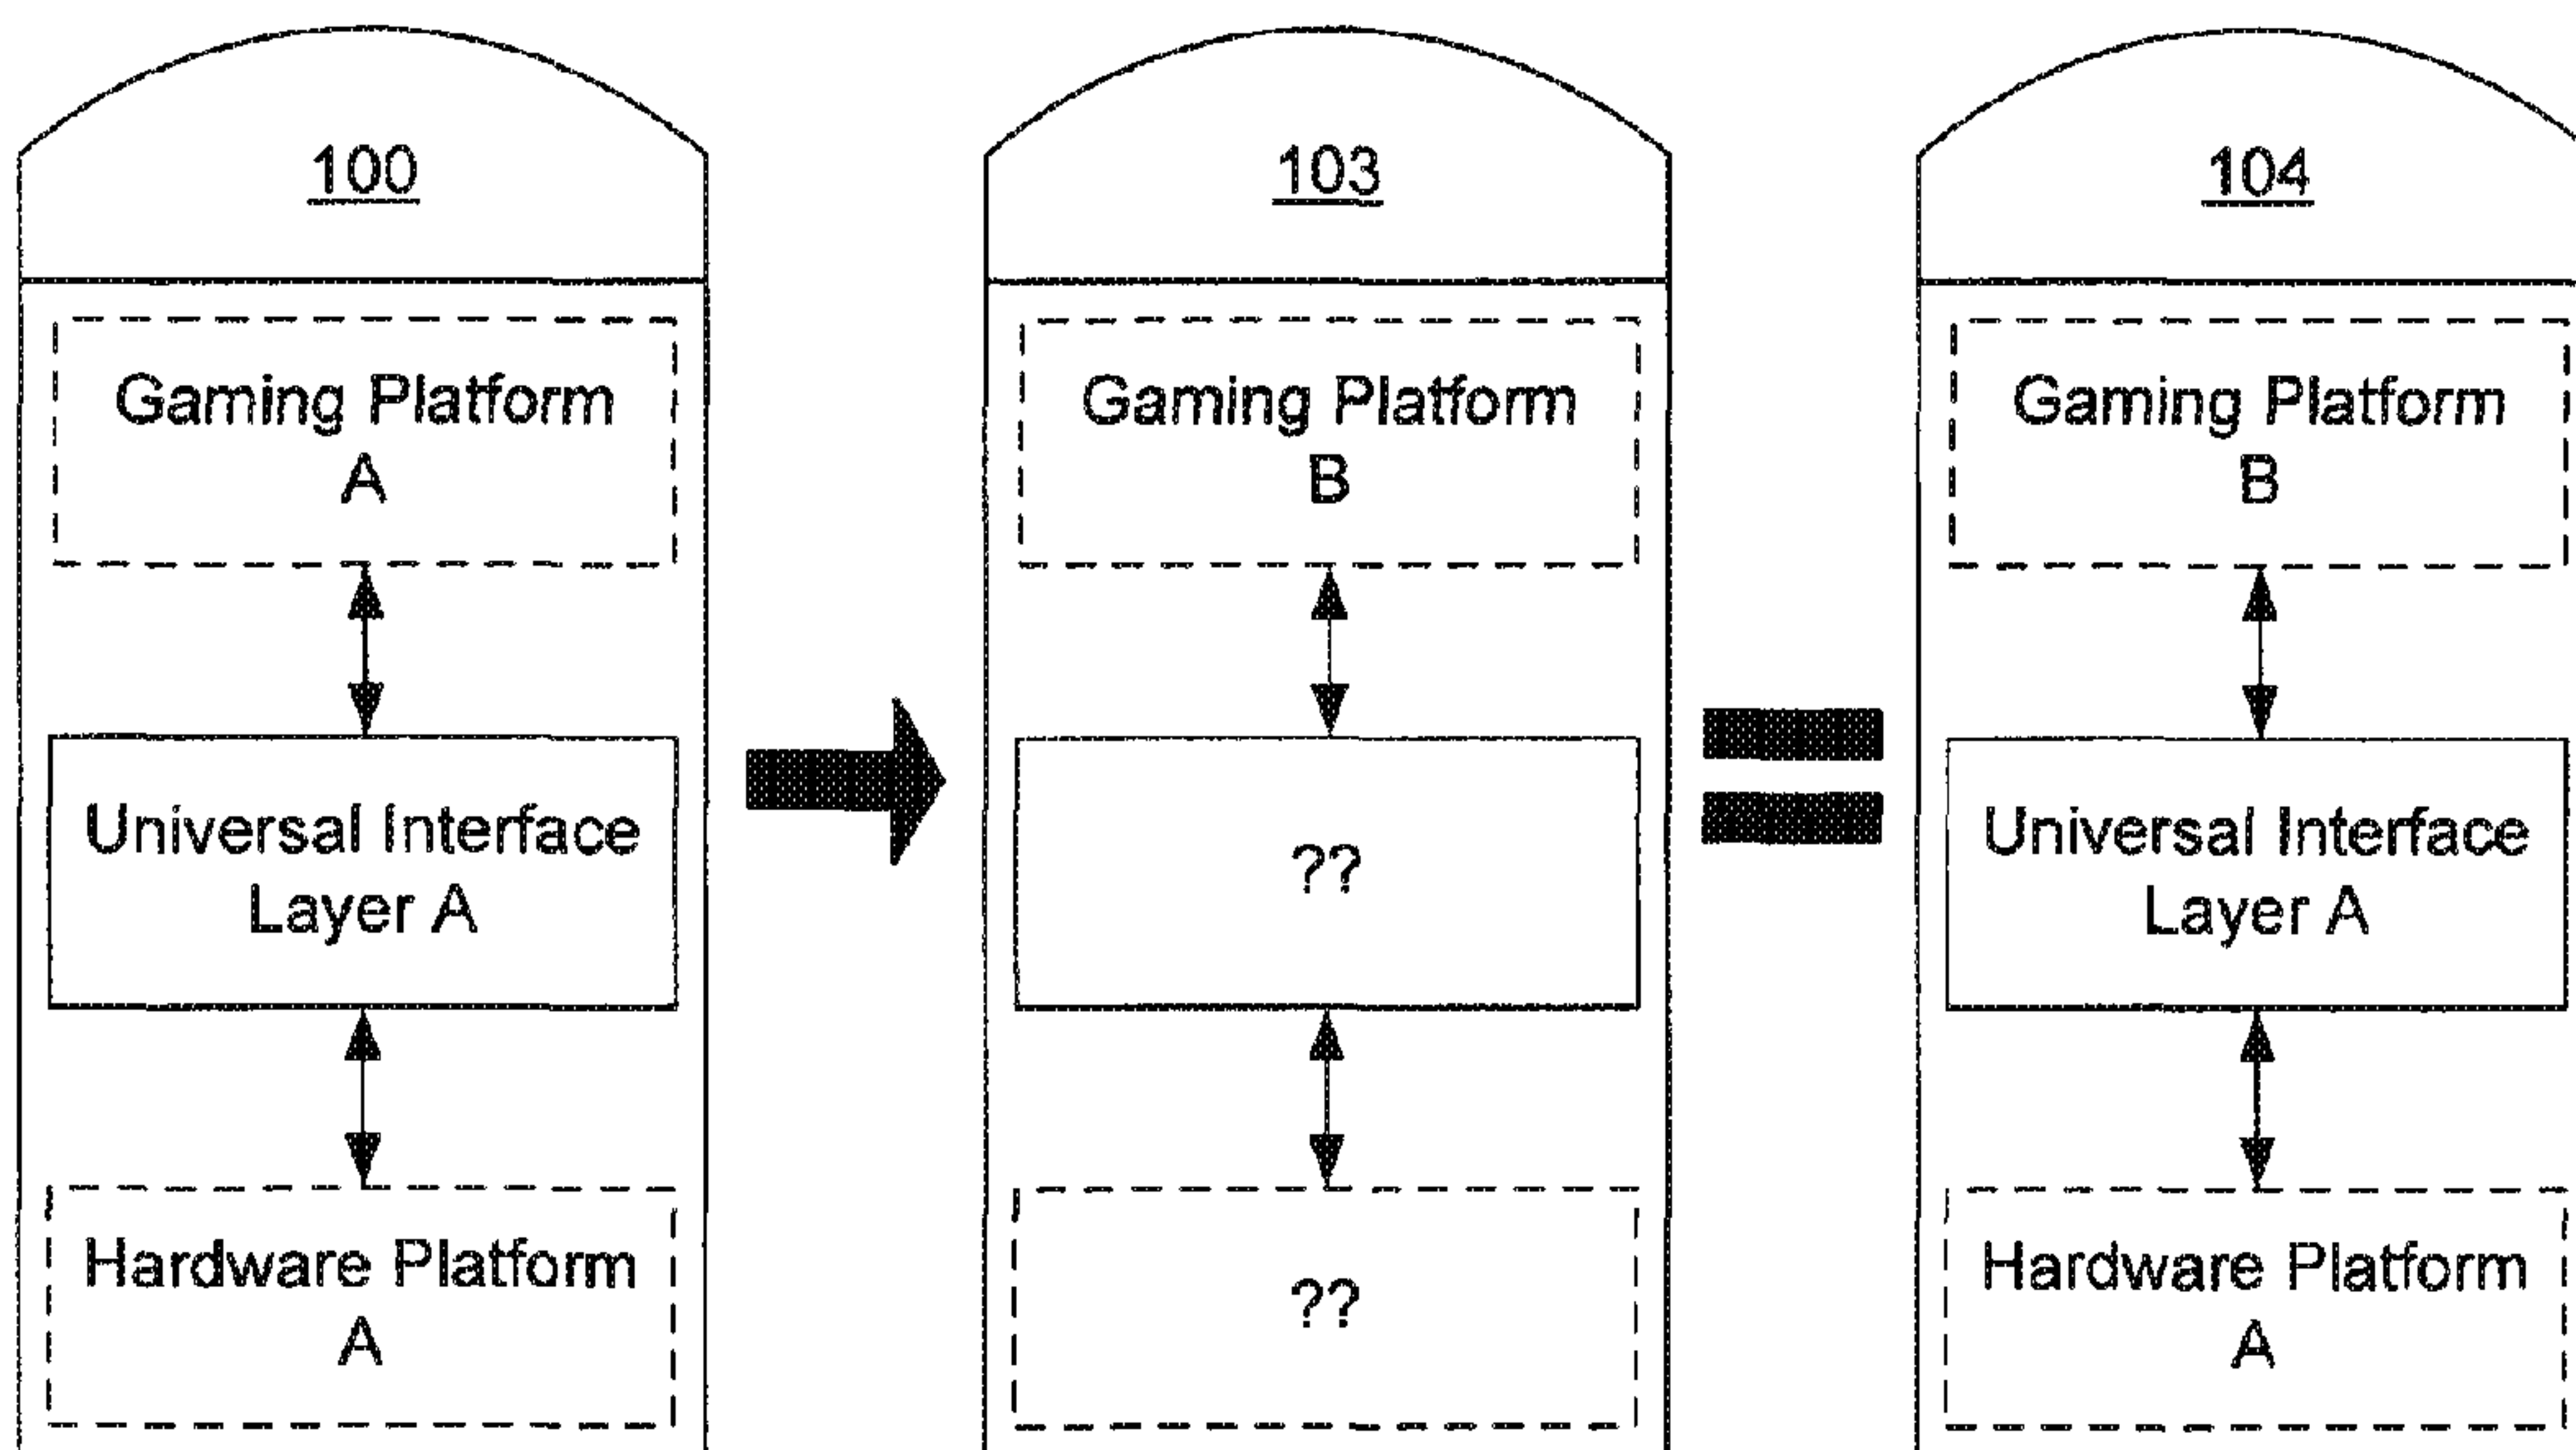 100
Gaming Platform
A
Universal Interface
Layer A
Hardware Platform
A
103
Gaming Platform
B
??
??
104
Gaming Platform
B
Universal Interface
Layer A
Hardware Platform
A